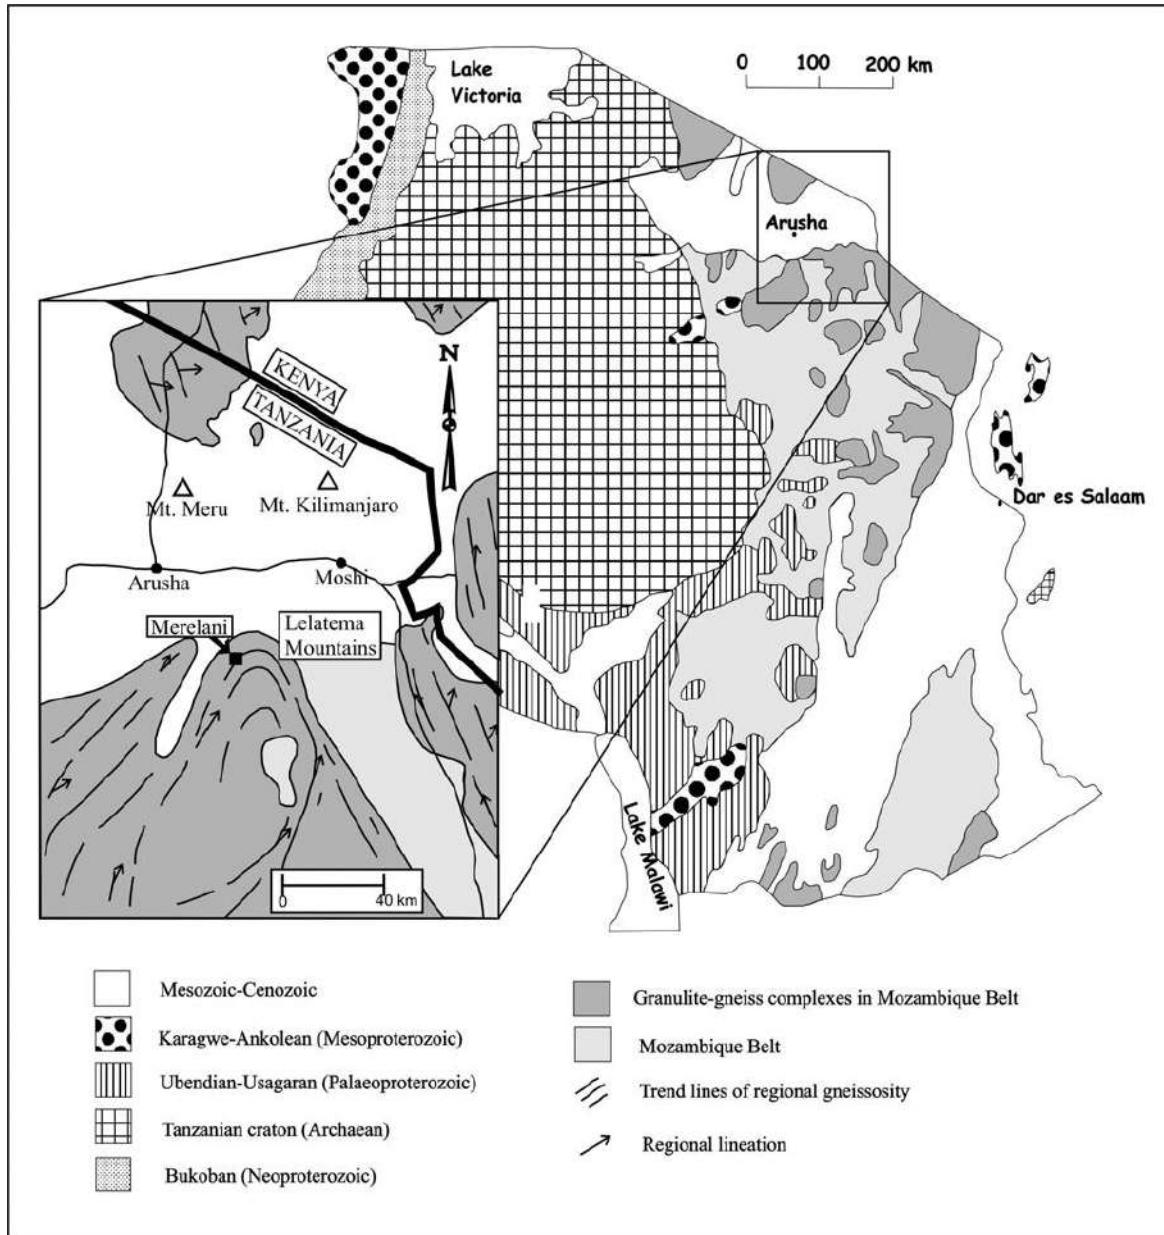 Lake
Victoria
0 100 200 km
Arusha
KENYA
TANZANIA
N
Mt. Meru
Mt. Kilimanjaro
Arusha
Moshi
Merelani
Lelatema
Mountains
0 40 km
Dar es Salaam
Lake Malawi
Mesozoic-Cenozoic
Karagwe-Ankolean (Mesoproterozoic)
Ubendian-Usagaran (Palaeoproterozoic)
Tanzanian craton (Archaean)
Bukoban (Neoproterozoic)
Granulite-gneiss complexes in Mozambique Belt
Mozambique Belt
Trend lines of regional gneissosity
Regional lineation